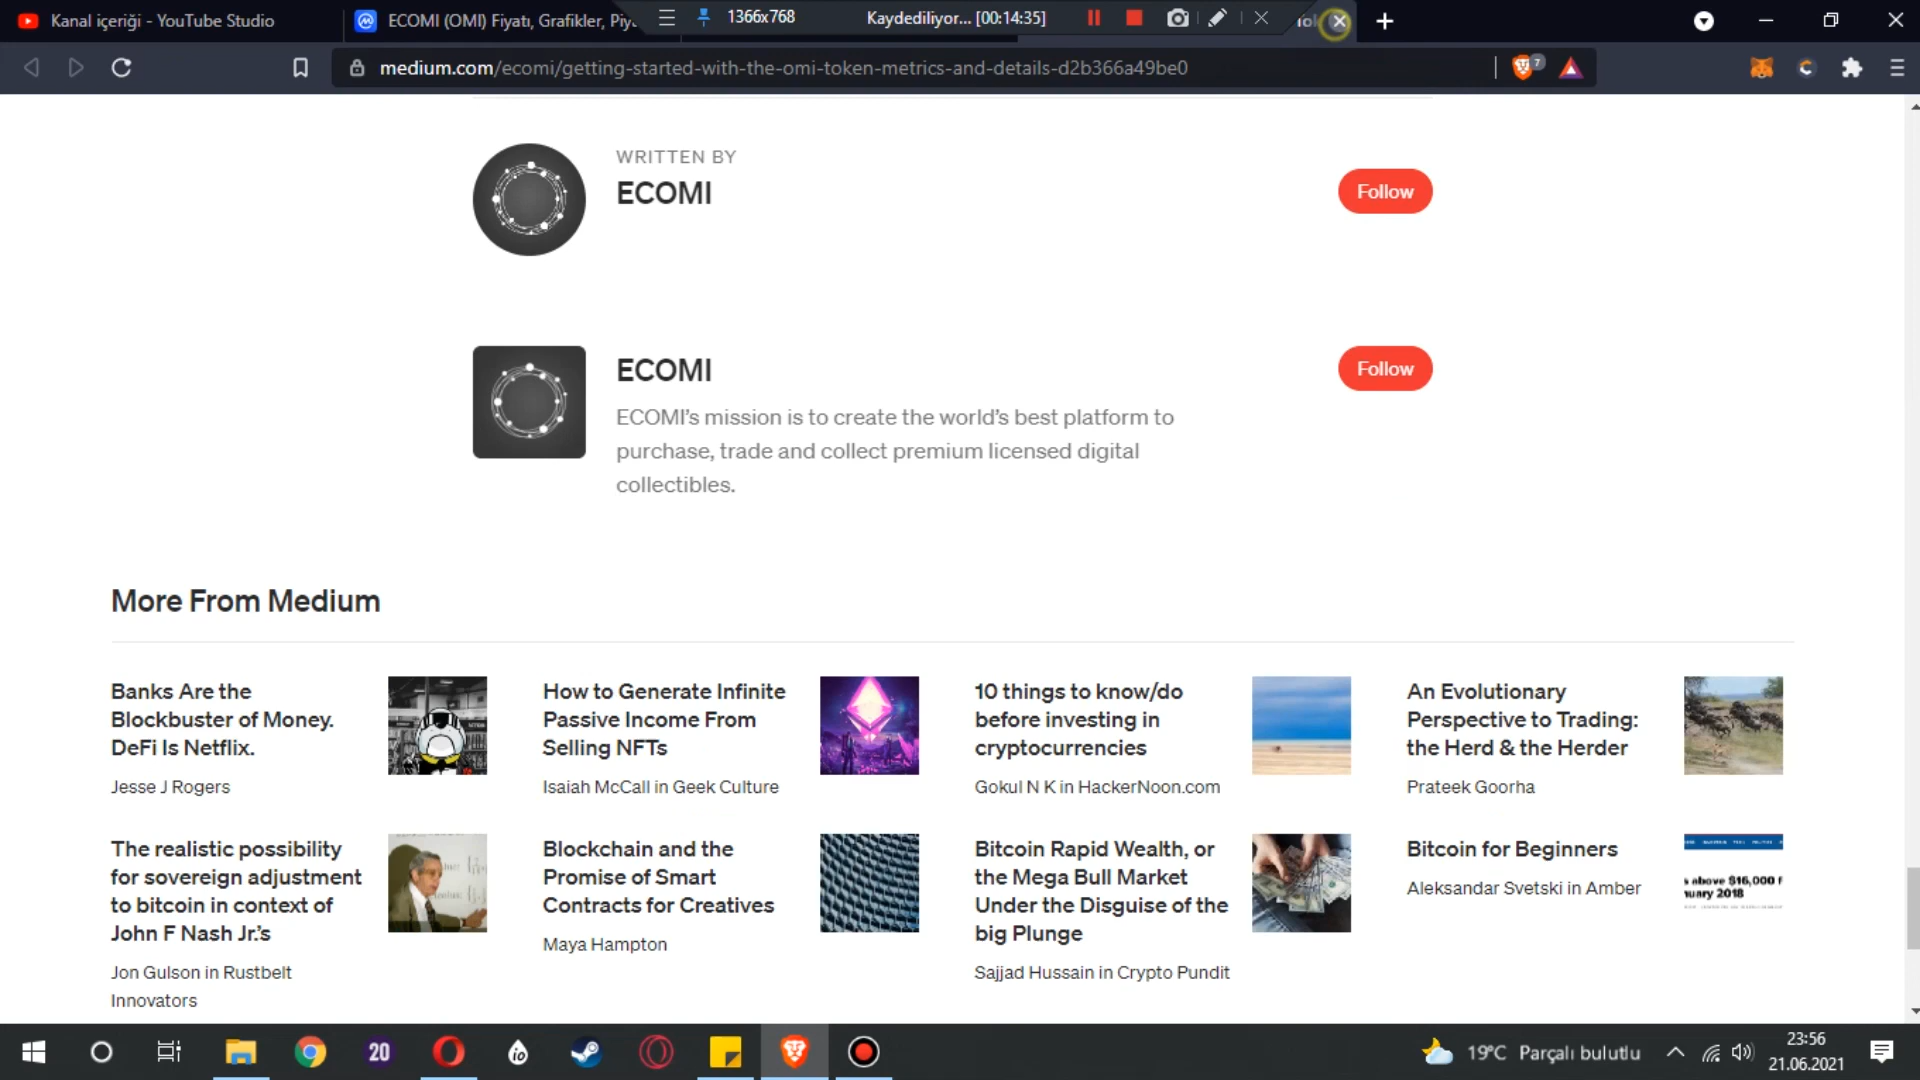 Kanal içeriği - YouTube Studio
ECOMI (OMI) Fiyatı, Grafikler, Piy
1366x768
Kaydediliyor... [00:14:35]
medium.com/ecomi/getting-started-with-the-omi-token-metrics-and-details-d2b366a49be0
7
WRITTEN BY
ECOMI
Follow
ECOMI
Follow
ECOMI's mission is to create the world's best platform to
purchase, trade and collect premium licensed digital
collectibles.
More From Medium
Banks Are the
Blockbuster of Money.
DeFi Is Netflix.
Jesse J Rogers
How to Generate Infinite
Passive Income From
Selling NFTs
Isaiah McCall in Geek Culture
10 things to know/do
before investing in
cryptocurrencies
Gokul N K in HackerNoon.com
An Evolutionary
Perspective to Trading:
the Herd & the Herder
Prateek Goorha
The realistic possibility
for sovereign adjustment
to bitcoin in context of
John F Nash Jr.'s
Jon Gulson in Rustbelt
Innovators
Blockchain and the
Promise of Smart
Contracts for Creatives
Maya Hampton
Bitcoin Rapid Wealth, or
the Mega Bull Market
Under the Disguise of the
big Plunge
Sajjad Hussain in Crypto Pundit
Bitcoin for Beginners
Aleksandar Svetski in Amber
s above $16,000 f
nuary 2018
20
io
19°C Parçalı bulutlu
23:56
21.06.2021